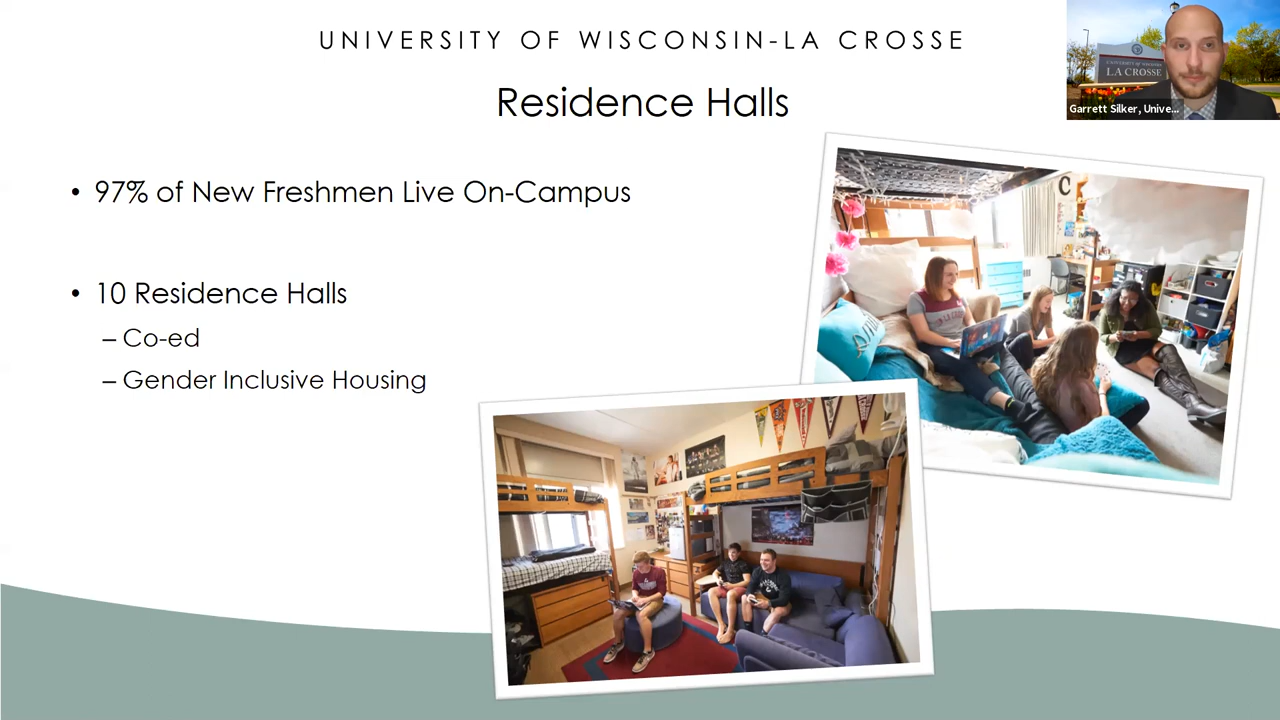 UNIVERSITY OF WISCONSIN-LA CROSSE
Residence Halls
• 97% of New Freshmen Live On-Campus
• 10 Residence Halls
– Co-ed
– Gender Inclusive Housing
LA CROSSE
Garrett Silker, Unive...
C